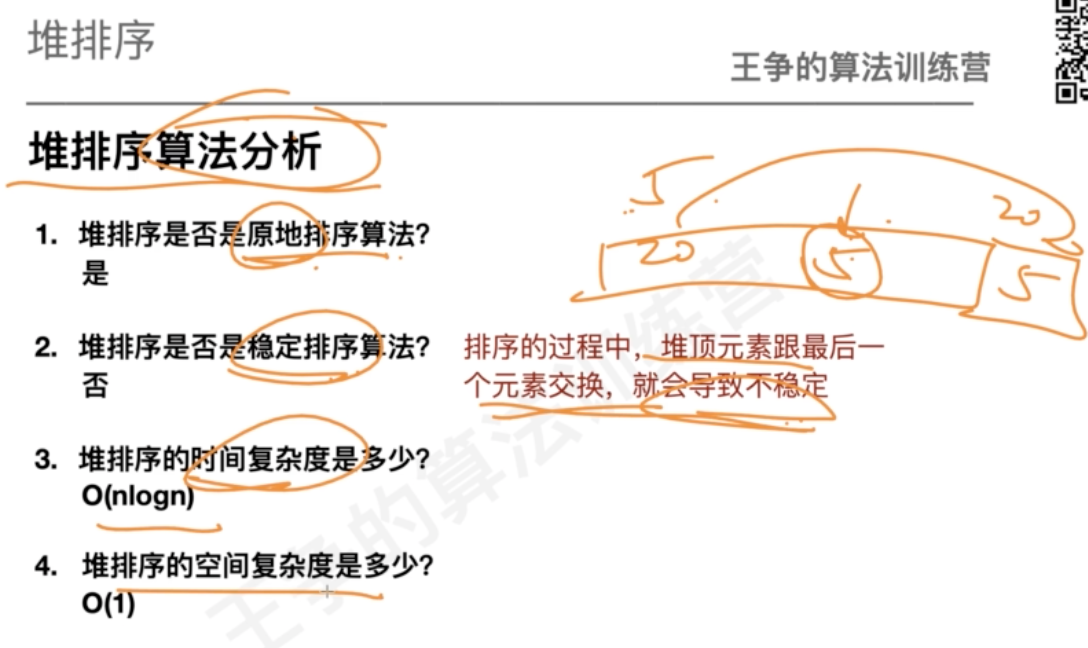 堆排序
王争的算法训练营
堆排序算法分析
1. 堆排序是否是原地排序算法?
是
2. 堆排序是否是稳定排序算法?
否
排序的过程中，堆顶元素跟最后一
个元素交换，就会导致不稳定
3. 堆排序的时间复杂度是多少?
O(nlogn)
4. 堆排序的空间复杂度是多少?
O(1)
5
20
20
5
5
王争的算法训练营